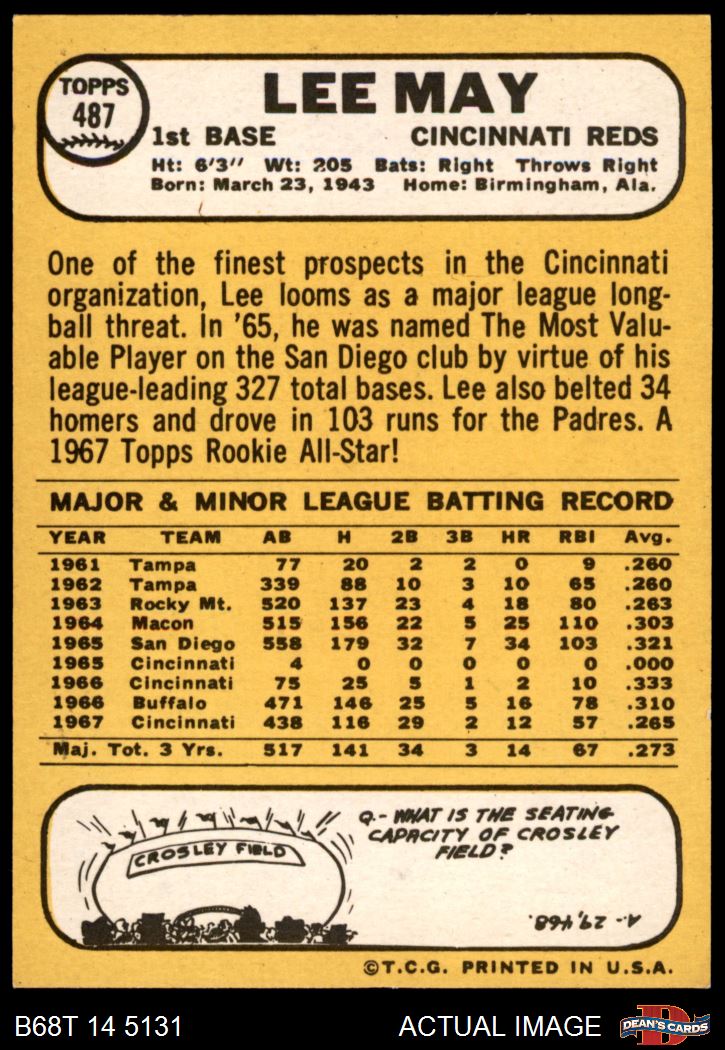 TOPPS
487
LEE MAY
1st BASE CINCINNATI REDS
Ht: 6'3" Wt: 205 Bats: Right Throws Right
Born: March 23, 1943 Home: Birmingham, Ala.
One of the finest prospects in the Cincinnati
organization, Lee looms as a major league long-
ball threat. In '65, he was named The Most Valu-
able Player on the San Diego club by virtue of his
league-leading 327 total bases. Lee also belted 34
homers and drove in 103 runs for the Padres. A
1967 Topps Rookie All-Star!
MAJOR & MINOR LEAGUE BATTING RECORD
YEAR TEAM AB H 2B 3B HR RBI Avg.
1961 Tampa 77 20 2 2 0 9 .260
1962 Tampa 339 88 10 3 10 65 .260
1963 Rocky Mt. 520 137 23 4 18 80 .263
1964 Macon 515 156 22 5 25 110 .303
1965 San Diego 558 179 32 7 34 103 .321
1965 Cincinnati 4 0 0 0 0 0 .000
1966 Cincinnati 75 25 5 1 2 10 .333
1966 Buffalo 471 146 25 5 16 78 .310
1967 Cincinnati 438 116 29 2 12 57 .265
Maj. Tot. 3 Yrs. 517 141 34 3 14 67 .273
CROSLEY FIELD
Q.- WHAT IS THE SEATING
CAPACITY OF CROSLEY
FIELD?
A.- 29,468.
©T.C.G. PRINTED IN U.S.A.
B68T 14 5131 ACTUAL IMAGE
D
DEAN'S CARDS